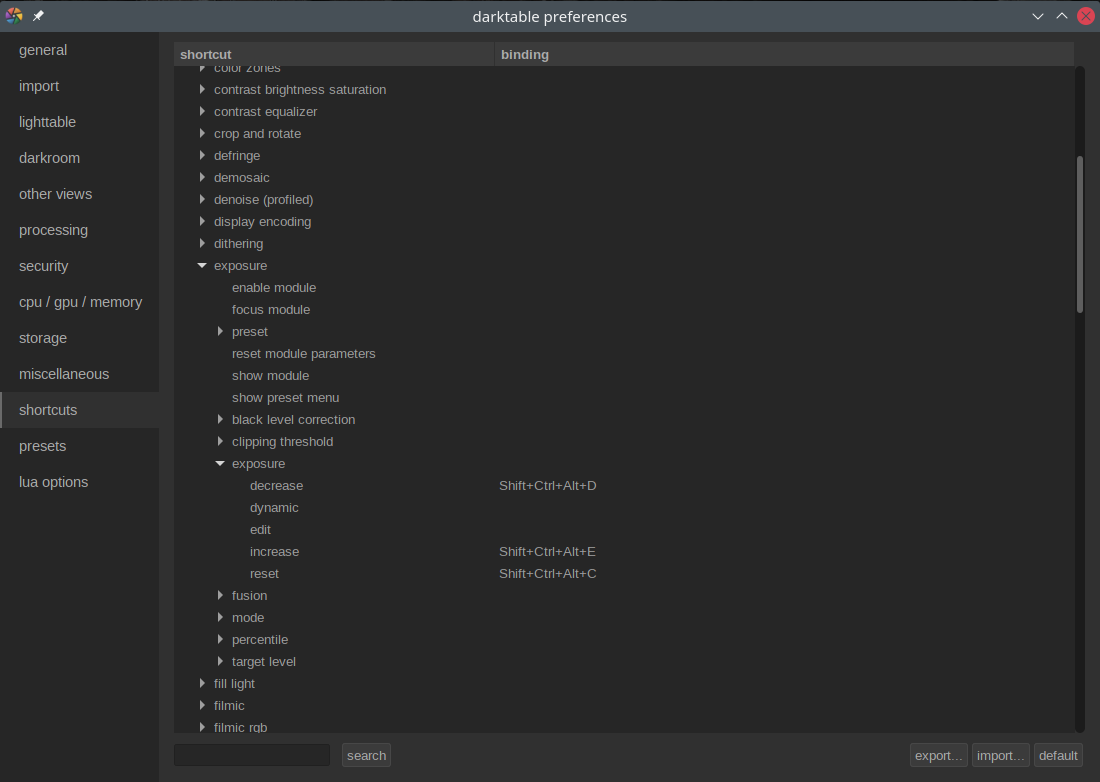 darktable preferences
general
import
lighttable
darkroom
other views
processing
security
cpu / gpu / memory
storage
miscellaneous
shortcuts
presets
lua options
shortcut binding
color zones
contrast brightness saturation
contrast equalizer
crop and rotate
defringe
demosaic
denoise (profiled)
display encoding
dithering
exposure
enable module
focus module
preset
reset module parameters
show module
show preset menu
black level correction
clipping threshold
exposure
decrease Shift+Ctrl+Alt+D
dynamic
edit
increase Shift+Ctrl+Alt+E
reset Shift+Ctrl+Alt+C
fusion
mode
percentile
target level
fill light
filmic
filmic rgb
search export... import... default